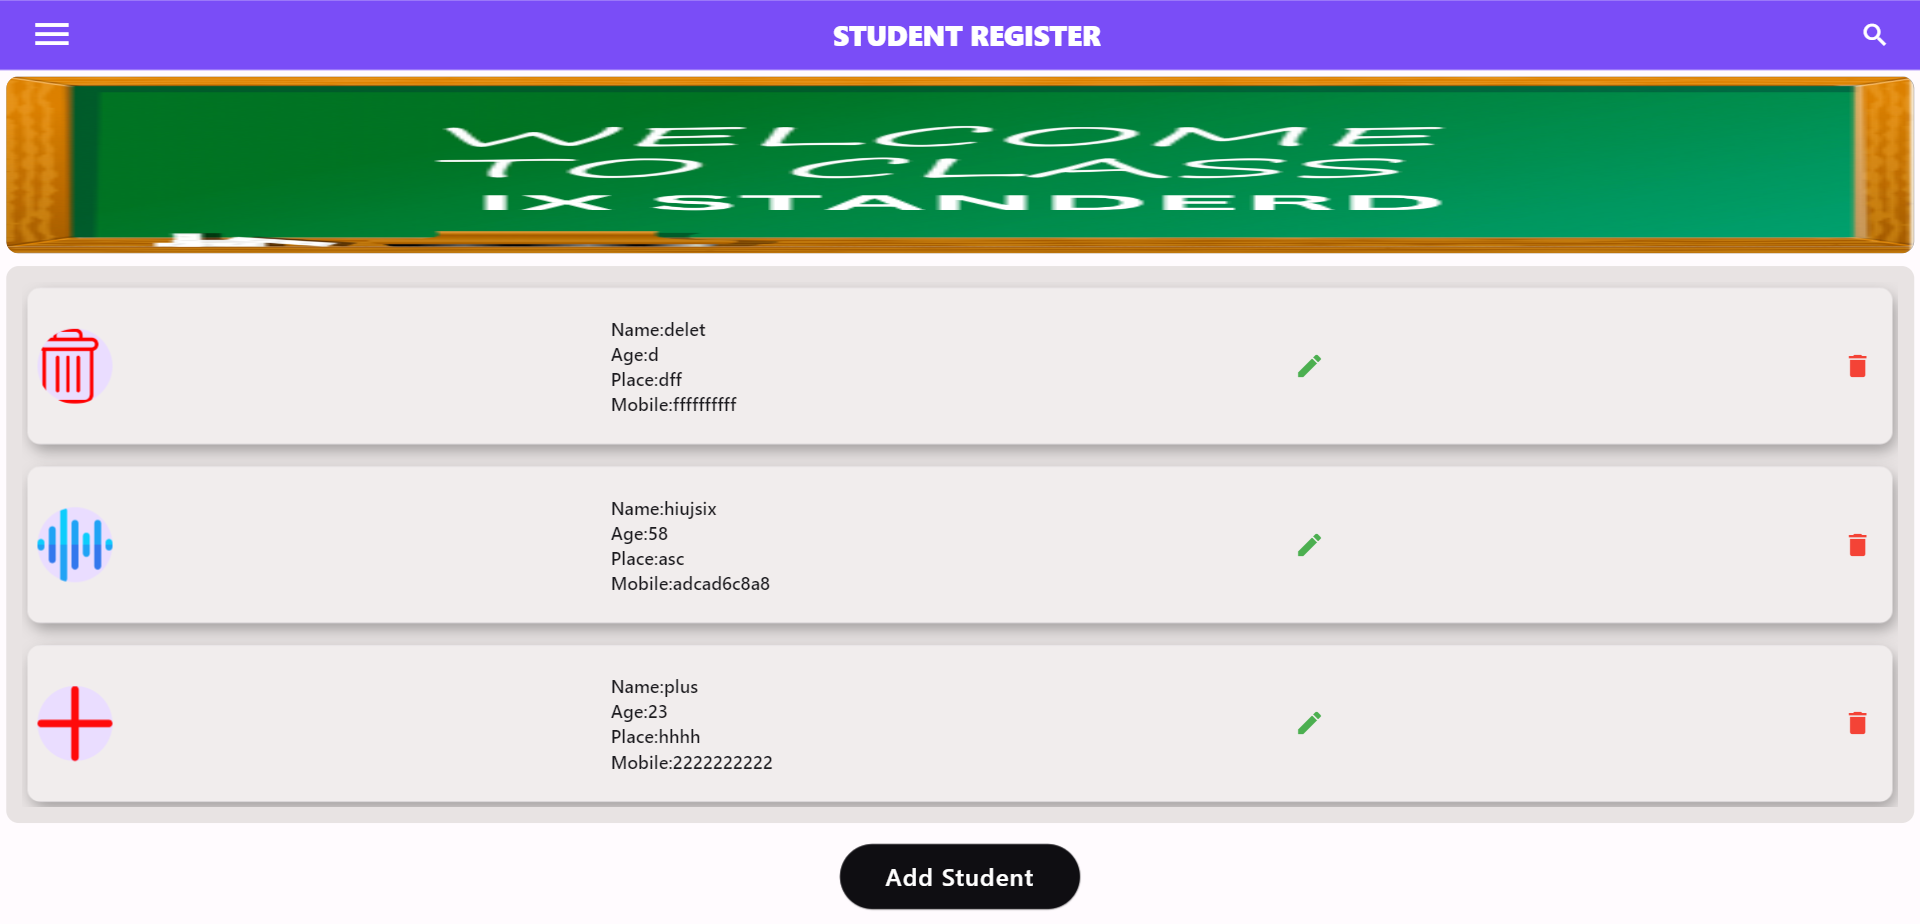 STUDENT REGISTER
WELCOME
TO CLASS
IX STANDERD
Name:delet
Age:d
Place:dff
Mobile:ffffffffff
Name:hiujsix
Age:58
Place:asc
Mobile:adcad6c8a8
Name:plus
Age:23
Place:hhhh
Mobile:2222222222
Add Student